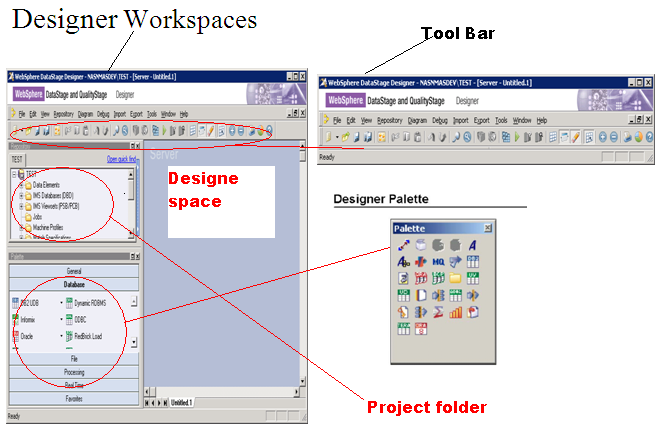 Designer Workspaces
Tool Bar
WebSphere DataStage Designer - NASNMASDEV\TEST - [Server - Untitled.1]
WebSphere DataStage and QualityStage Designer
File Edit View Repository Diagram Debug Import Export Tools Window Help
TEST Open quick find
TEST
Data Elements
IMS Databases (DBD)
IMS Viewsets (PSB/PCB)
Jobs
Machine Profiles
Server
Designe
space
Palette
General
Database
DB2 UDB Dynamic RDBMS
Informix ODBC
Oracle RedBrick Load
File
Processing
Real Time
Favorites
Untitled.1
Ready
WebSphere DataStage Designer - NASNMASDEV\TEST - [Server - Untitled.1]
WebSphere DataStage and QualityStage Designer
File Edit View Repository Diagram Debug Import Export Tools Window Help
Ready
Designer Palette
Palette
Project folder